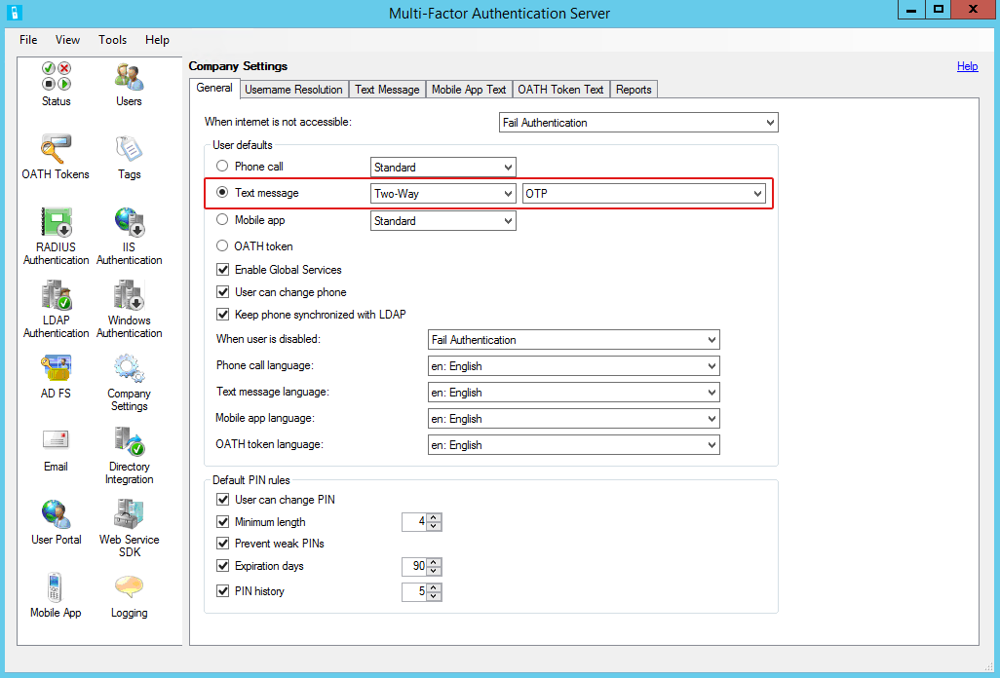 Multi-Factor Authentication Server
File View Tools Help
Status Users
OATH Tokens Tags
RADIUS Authentication IIS Authentication
LDAP Authentication Windows Authentication
AD FS Company Settings
Email Directory Integration
User Portal Web Service SDK
Mobile App Logging
Company Settings Help
General Username Resolution Text Message Mobile App Text OATH Token Text Reports
When internet is not accessible: Fail Authentication
User defaults
Phone call Standard
Text message Two-Way OTP
Mobile app Standard
OATH token
Enable Global Services
User can change phone
Keep phone synchronized with LDAP
When user is disabled: Fail Authentication
Phone call language: en: English
Text message language: en: English
Mobile app language: en: English
OATH token language: en: English
Default PIN rules
User can change PIN
Minimum length 4
Prevent weak PINs
Expiration days 90
PIN history 5